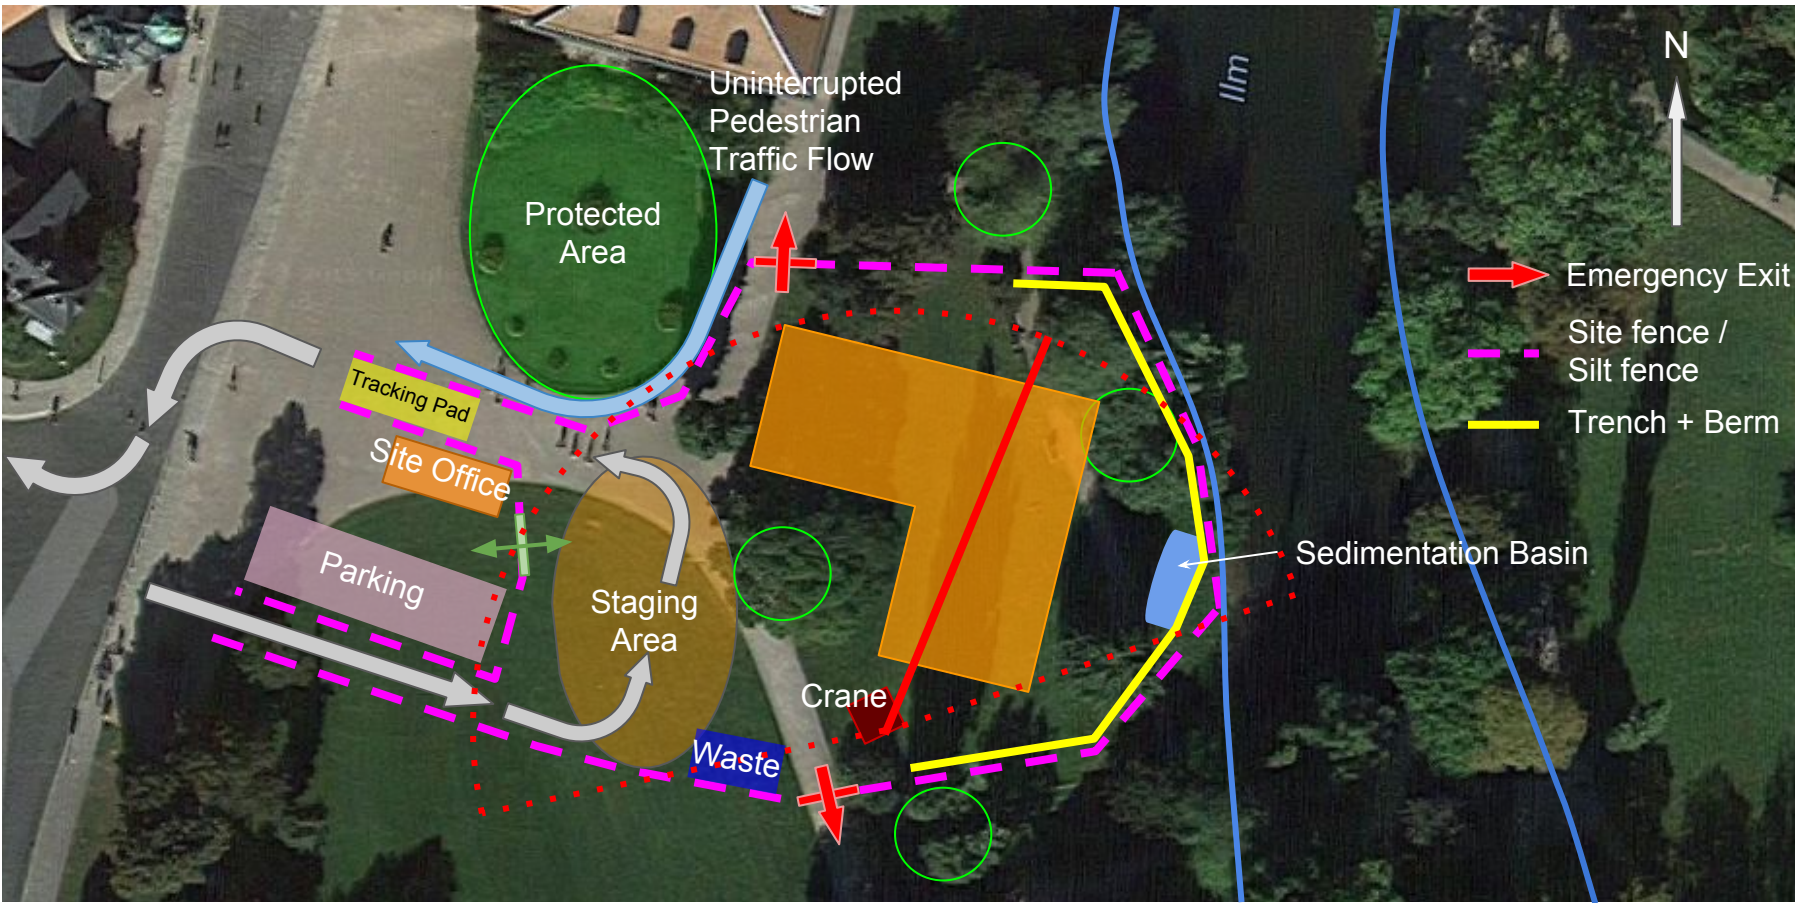 Uninterrupted
Pedestrian
Traffic Flow
Ilm
N
Protected
Area
Emergency Exit
Site fence /
Silt fence
Trench + Berm
Tracking Pad
Site Office
Parking
Staging
Area
Sedimentation Basin
Crane
Waste